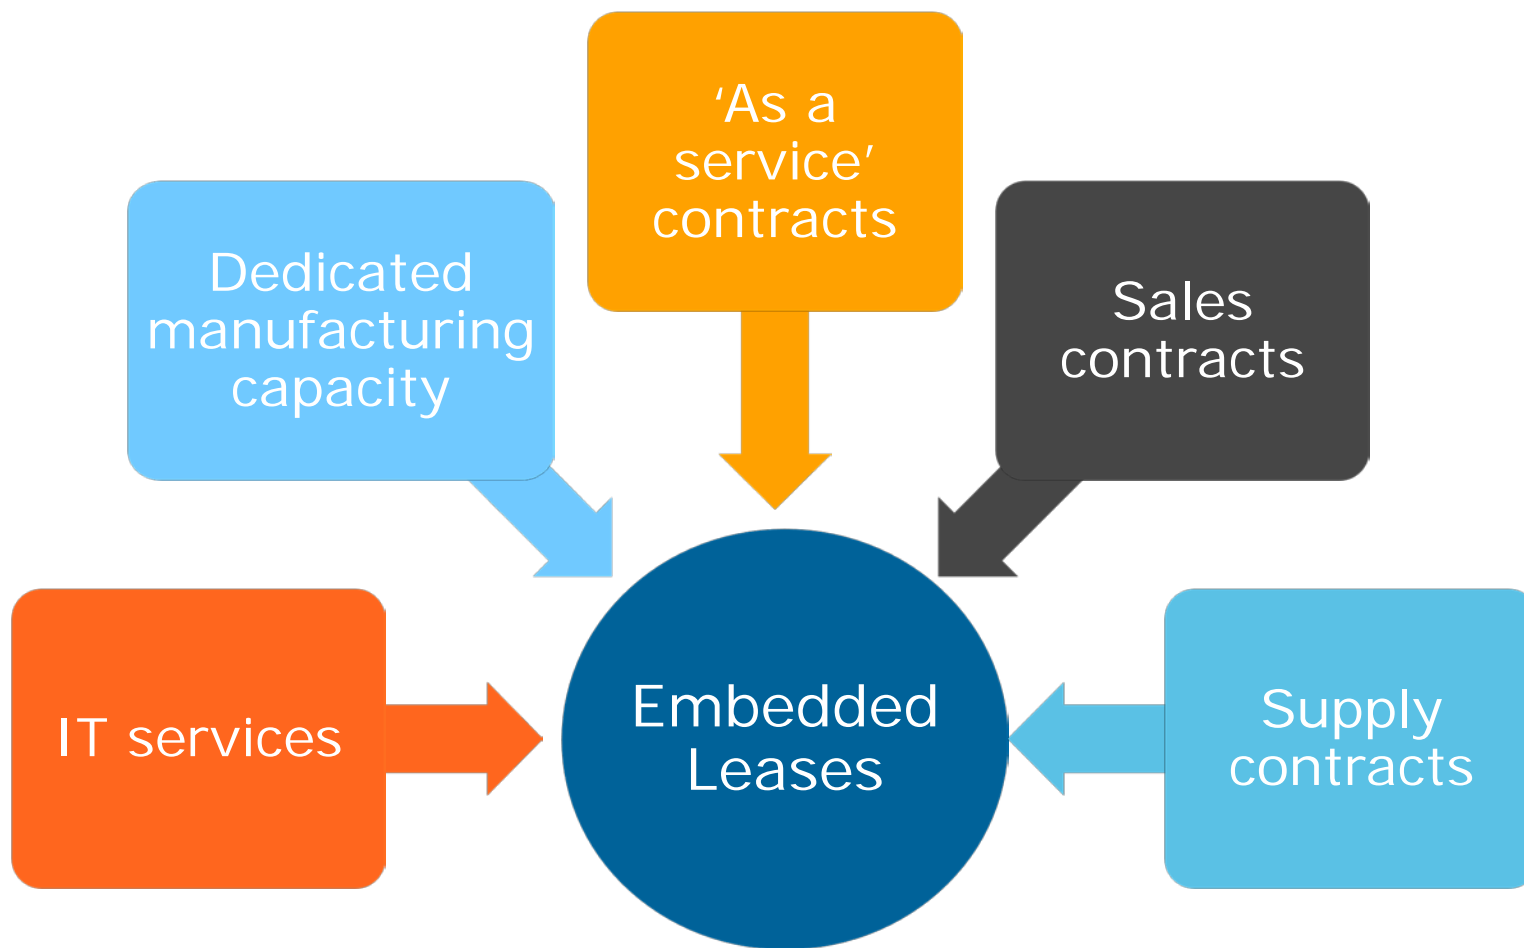 ‘As a
service’
contracts
Dedicated
manufacturing
capacity
Sales
contracts
IT services
Embedded
Leases
Supply
contracts